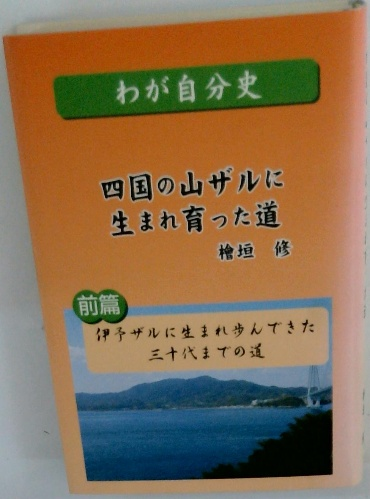 わが自分史
四国の山ザルに
生まれ育った道
檜垣 修
前篇
伊予ザルに生まれ歩んできた
三十代までの道